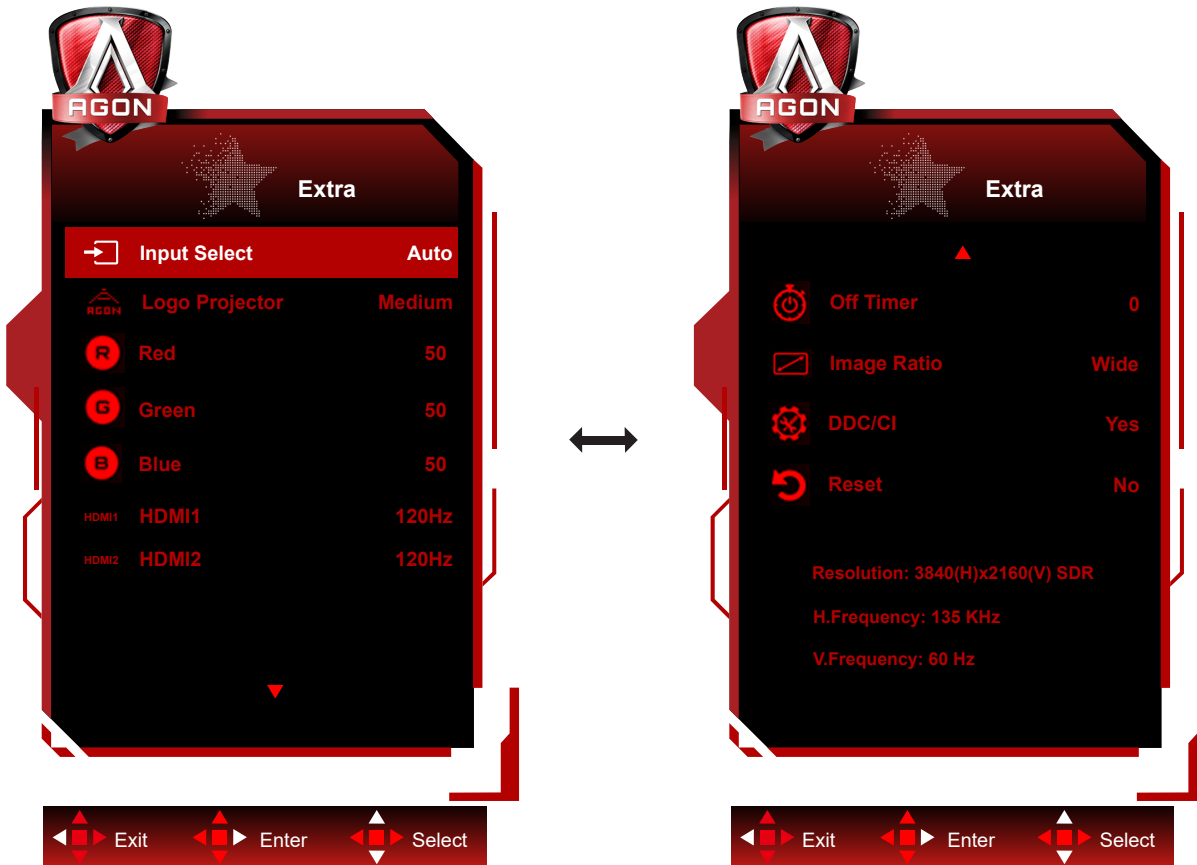 AGON
Extra
Input Select Auto
AGON Logo Projector Medium
R Red 50
G Green 50
B Blue 50
HDMI1 HDMI1 120Hz
HDMI2 HDMI2 120Hz
Exit Enter Select
AGON
Extra
Off Timer 0
Image Ratio Wide
DDC/CI Yes
Reset No
Resolution: 3840(H)x2160(V) SDR
H.Frequency: 135 KHz
V.Frequency: 60 Hz
Exit Enter Select